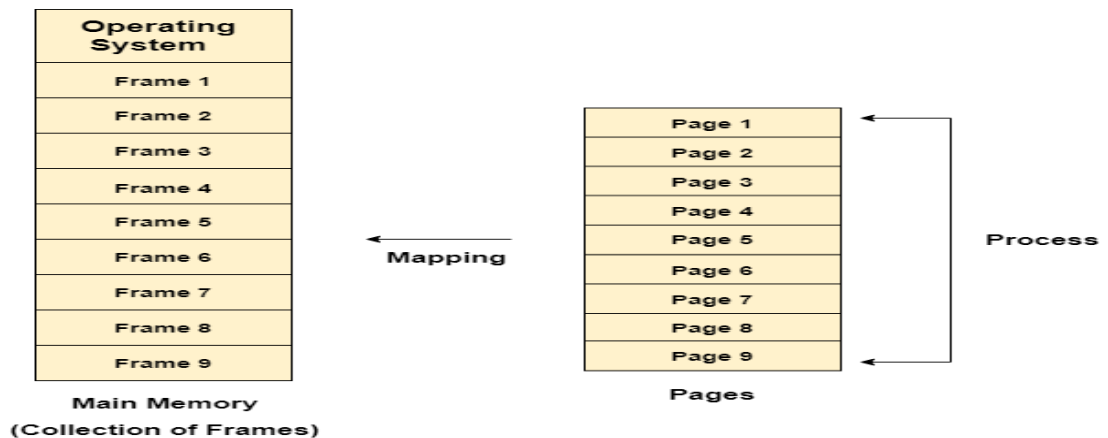 Operating
System
Frame 1
Frame 2
Frame 3
Frame 4
Frame 5
Frame 6
Frame 7
Frame 8
Frame 9
Main Memory
(Collection of Frames)
Mapping
Page 1
Page 2
Page 3
Page 4
Page 5
Page 6
Page 7
Page 8
Page 9
Pages
Process